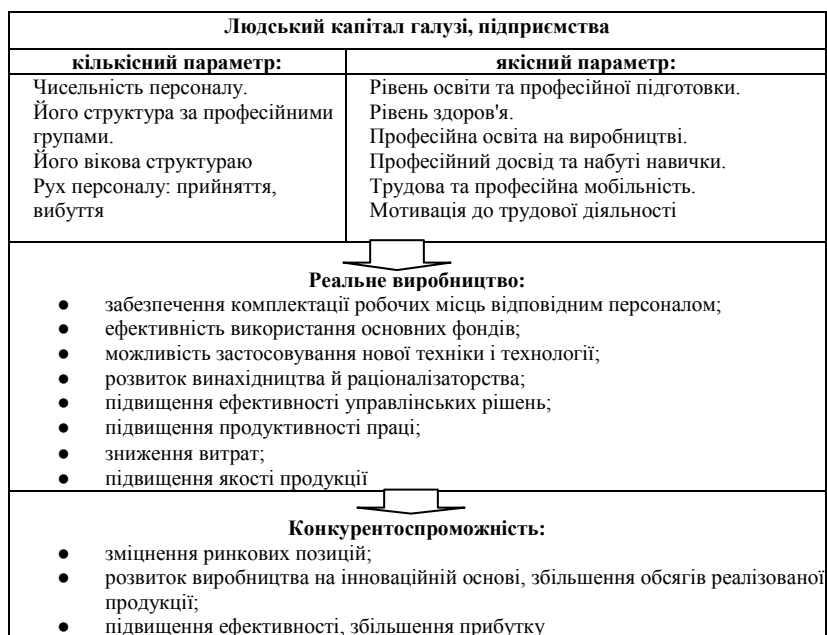 Людський капітал галузі, підприємства
кількісний параметр:
Чисельність персоналу.
Його структура за професійними
групами.
Його вікова структураю
Рух персоналу: прийняття,
вибуття
якісний параметр:
Рівень освіти та професійної підготовки.
Рівень здоров'я.
Професійна освіта на виробництві.
Професійний досвід та набуті навички.
Трудова та професійна мобільність.
Мотивація до трудової діяльності
Реальне виробництво:
● забезпечення комплектації робочих місць відповідним персоналом;
● ефективність використання основних фондів;
● можливість застосовування нової техніки і технології;
● розвиток винахідництва й раціоналізаторства;
● підвищення ефективності управлінських рішень;
● підвищення продуктивності праці;
● зниження витрат;
● підвищення якості продукції
Конкурентоспроможність:
● зміцнення ринкових позицій;
● розвиток виробництва на інноваційній основі, збільшення обсягів реалізованої
продукції;
● підвищення ефективності, збільшення прибутку